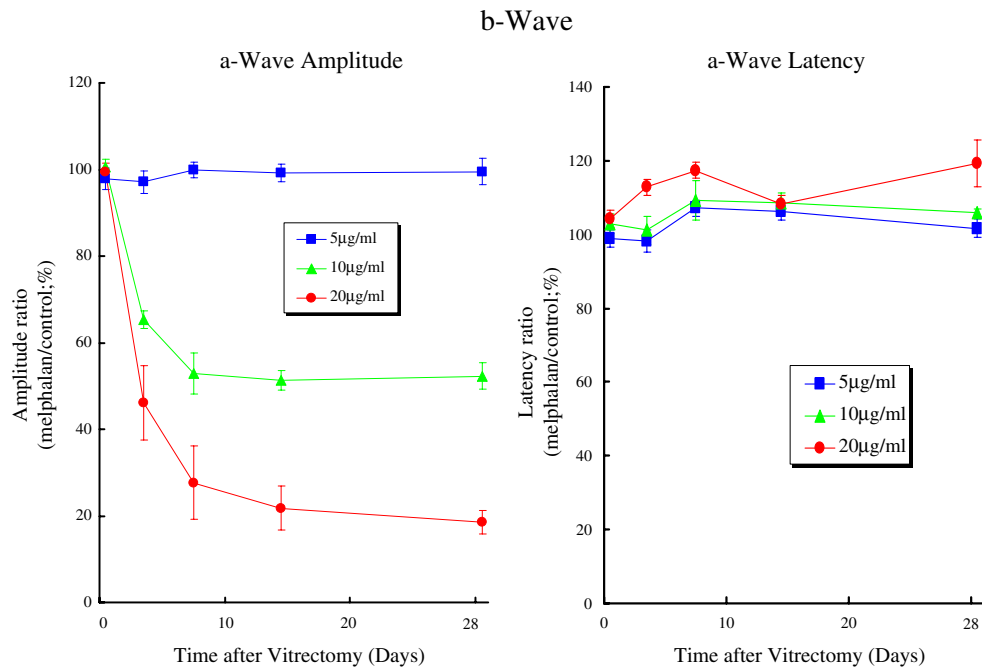 b-Wave
a-Wave Amplitude
120
100
80
60
40
20
0
0
10
20
28
Amplitude ratio
(melphalan/control;%)
Time after Vitrectomy (Days)
5μg/ml
10μg/ml
20μg/ml
a-Wave Latency
140
120
100
80
60
40
20
0
0
10
20
28
Latency ratio
(melphalan/control;%)
Time after Vitrectomy (Days)
5μg/ml
10μg/ml
20μg/ml